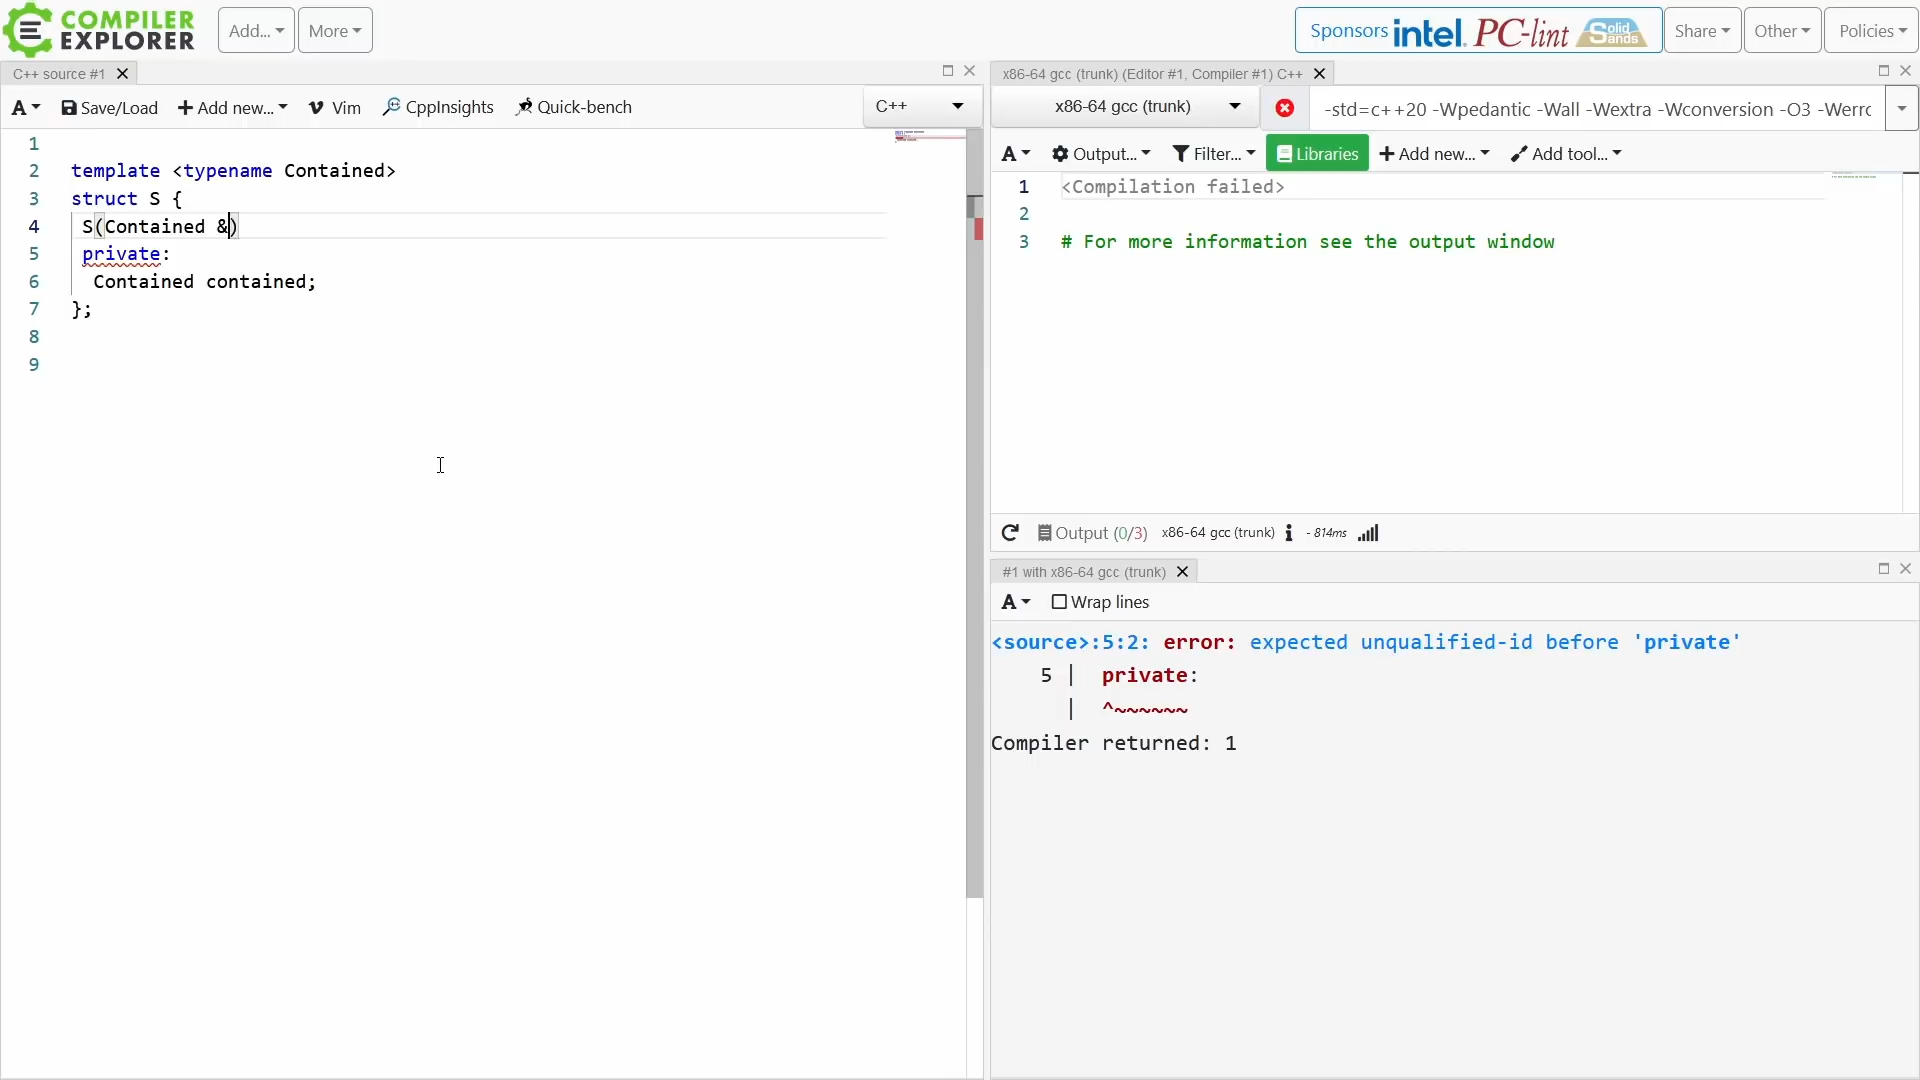 COMPILER EXPLORER
Add... More
Sponsors intel. PC-lint Solid Sands Share Other Policies
C++ source #1
A Save/Load Add new... Vim CppInsights Quick-bench C++
1
2 template <typename Contained>
3 struct S {
4 S(Contained &)
5 private:
6 Contained contained;
7 };
8
9
x86-64 gcc (trunk) (Editor #1, Compiler #1) C++
x86-64 gcc (trunk) -std=c++20 -Wpedantic -Wall -Wextra -Wconversion -O3 -Werro
A Output... Filter... Libraries Add new... Add tool...
1 <Compilation failed>
2
3 # For more information see the output window
Output (0/3) x86-64 gcc (trunk) i - 814ms
#1 with x86-64 gcc (trunk)
A Wrap lines
<source>:5:2: error: expected unqualified-id before 'private'
5 | private:
| ^~~~~~~
Compiler returned: 1